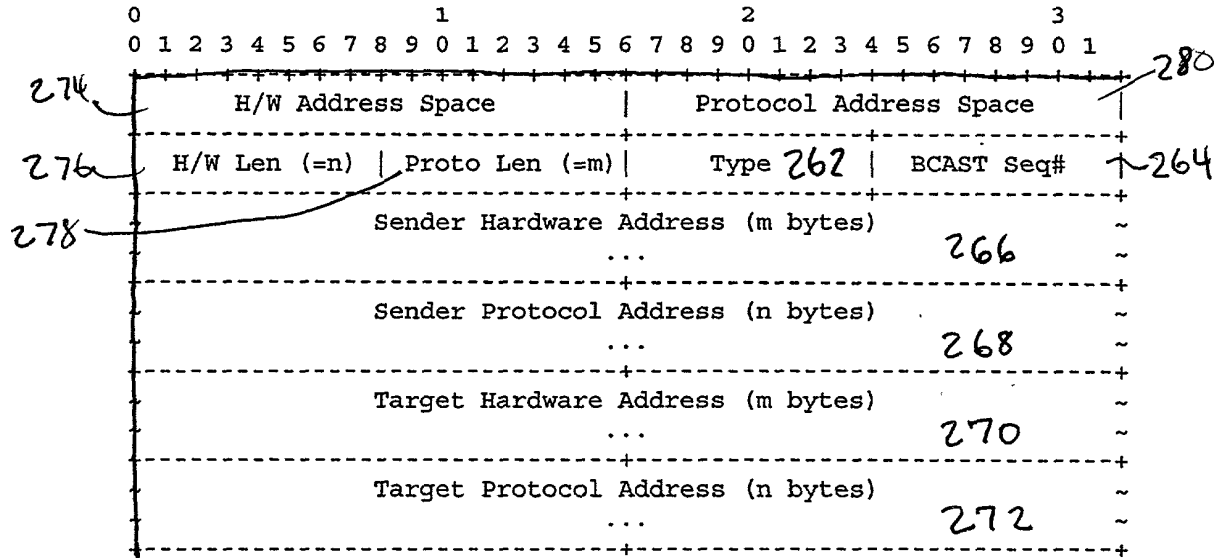 0 1 2 3
0 1 2 3 4 5 6 7 8 9 0 1 2 3 4 5 6 7 8 9 0 1 2 3 4 5 6 7 8 9 0 1
274 H/W Address Space | Protocol Address Space | 280
276 H/W Len (=n) | Proto Len (=m) | Type 262 | BCAST Seq# 264
278
Sender Hardware Address (m bytes) ~
... 266 ~
Sender Protocol Address (n bytes) ~
... 268 ~
Target Hardware Address (m bytes) ~
... 270 ~
Target Protocol Address (n bytes) ~
... 272 ~